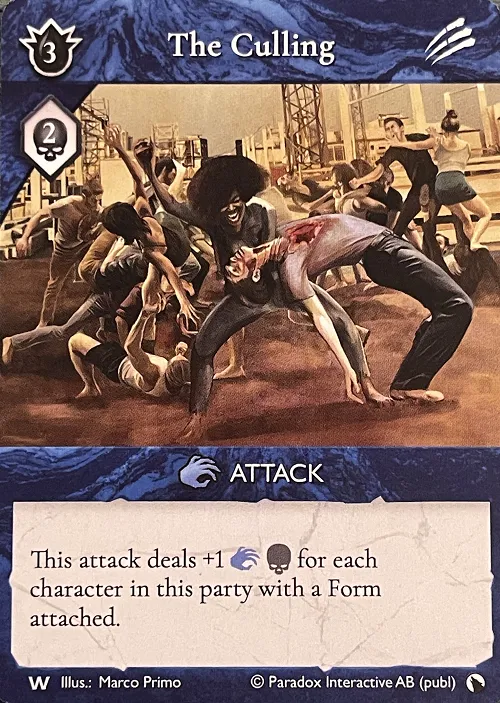 3
The Culling
2
ATTACK
This attack deals +1 for each
character in this party with a Form
attached.
W Illus.: Marco Primo © Paradox Interactive AB (publ)